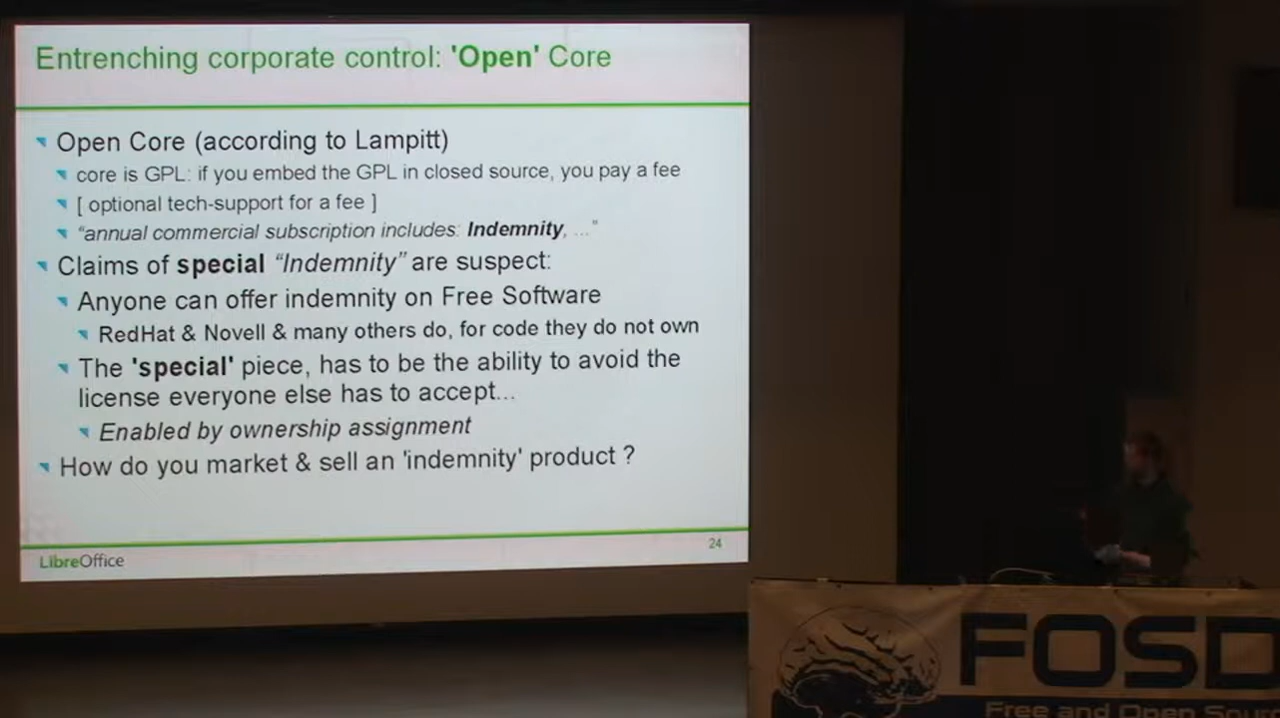 Entrenching corporate control: 'Open' Core
Open Core (according to Lampitt)
core is GPL: if you embed the GPL in closed source, you pay a fee
[ optional tech-support for a fee ]
“annual commercial subscription includes: Indemnity, ...”
Claims of special “Indemnity” are suspect:
Anyone can offer indemnity on Free Software
RedHat & Novell & many others do, for code they do not own
The 'special' piece, has to be the ability to avoid the
license everyone else has to accept...
Enabled by ownership assignment
How do you market & sell an 'indemnity' product ?
24
LibreOffice
FOSD
Free and Open Sour